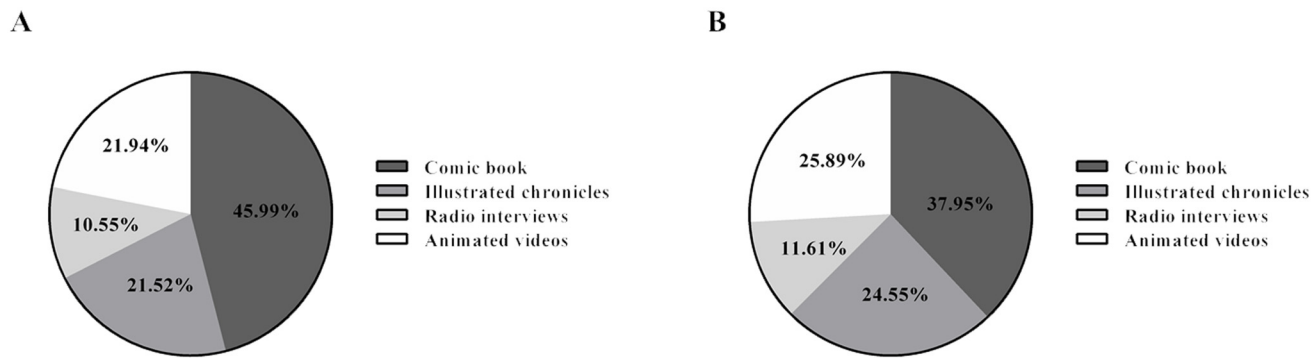 A
21.94%
45.99%
10.55%
21.52%
Comic book
Illustrated chronicles
Radio interviews
Animated videos
B
25.89%
37.95%
11.61%
24.55%
Comic book
Illustrated chronicles
Radio interviews
Animated videos